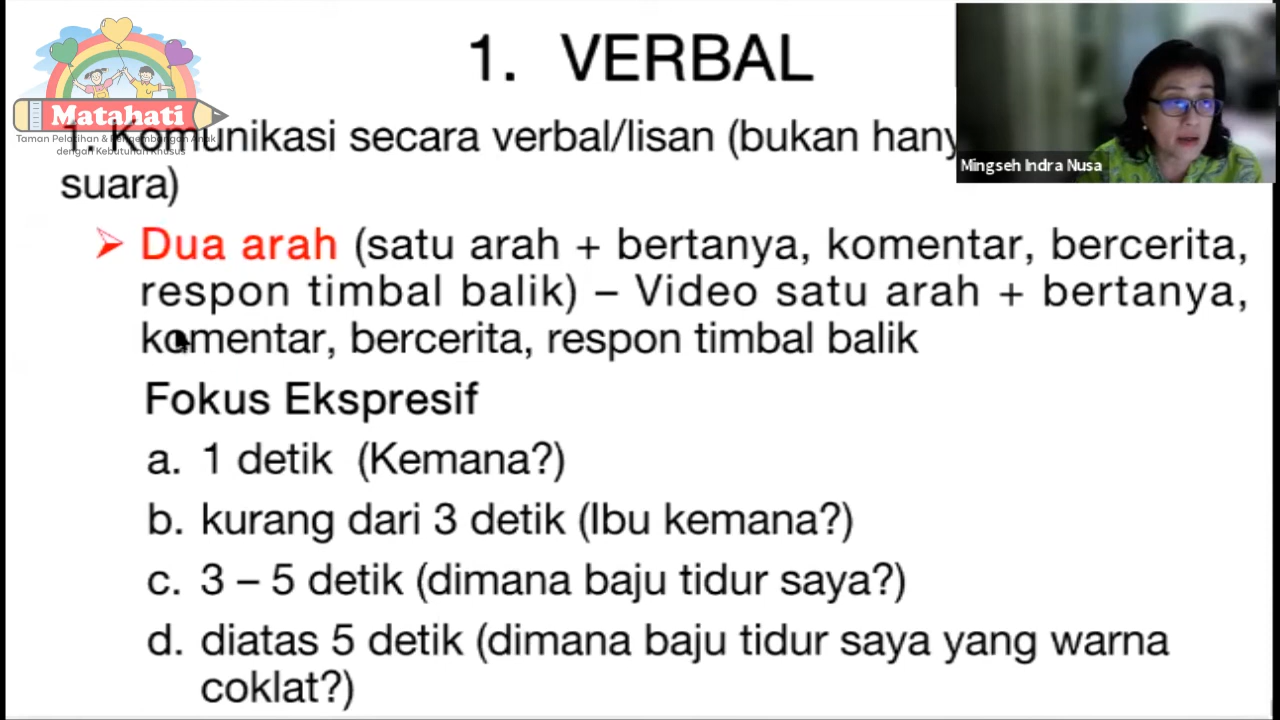 1. VERBAL
Matahati
Taman Pelatihan & Pengembangan Anak
dengan Kebutuhan Khusus
1. Komunikasi secara verbal/lisan (bukan hany
suara)
Mingseh Indra Nusa
➢ Dua arah (satu arah + bertanya, komentar, bercerita,
respon timbal balik) – Video satu arah + bertanya,
komentar, bercerita, respon timbal balik
Fokus Ekspresif
a. 1 detik (Kemana?)
b. kurang dari 3 detik (Ibu kemana?)
c. 3 – 5 detik (dimana baju tidur saya?)
d. diatas 5 detik (dimana baju tidur saya yang warna
coklat?)